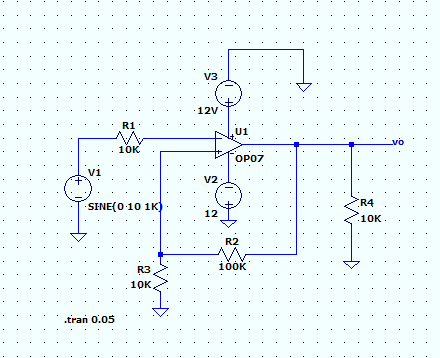 V3
12V
R1
10K
U1
OP07
vo
V1
SINE(0 10 1K)
V2
12
R4
10K
R2
100K
R3
10K
.tran 0.05